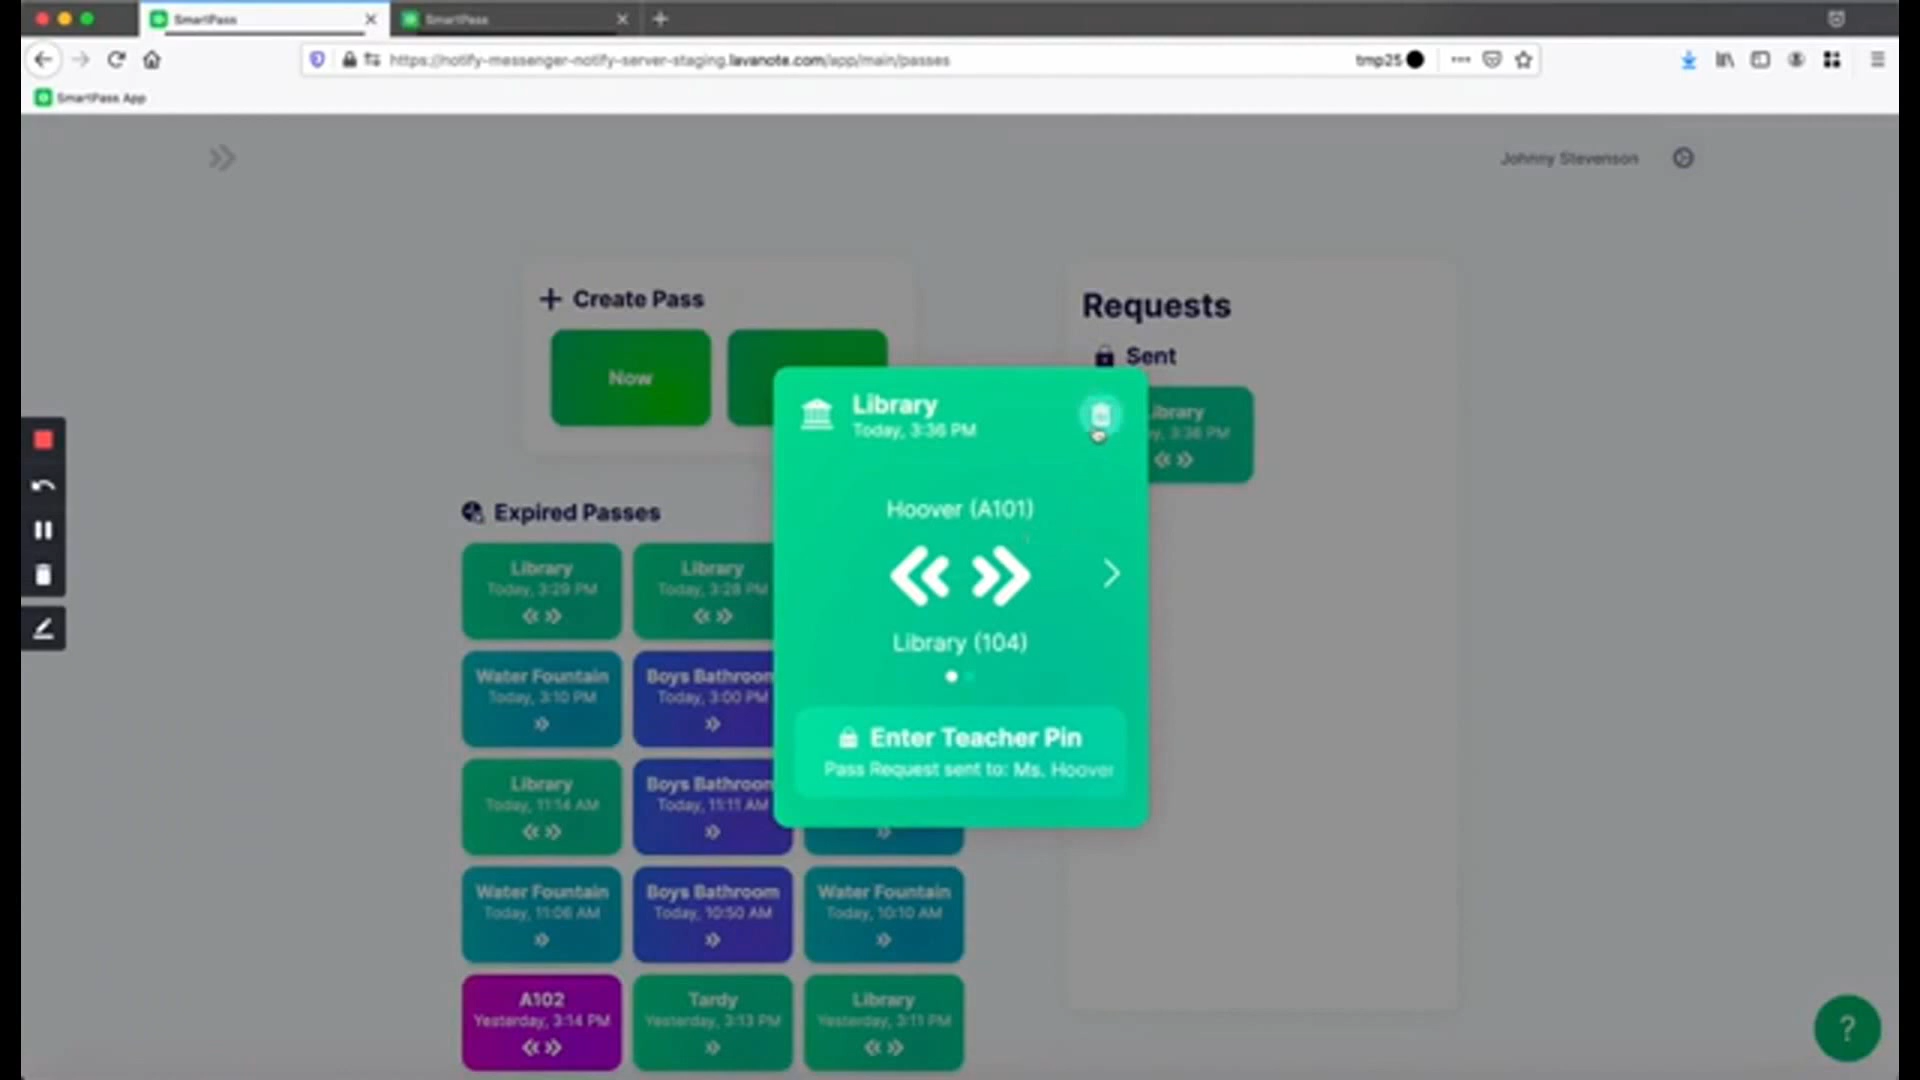 SmartPass
SmartPass
https://notify-messenger-notify-server-staging.lavanote.com/app/main/passes
tmp25
SmartPass App
Johnny Stevenson
Create Pass
Now
Requests
Sent
Library
Today, 3:36 PM
Library
y, 3:36 PM
Hoover (A101)
Library (104)
Enter Teacher Pin
Pass Request sent to: Ms. Hoover
Expired Passes
Library
Today, 3:29 PM
Library
Today, 3:28 PM
Water Fountain
Today, 3:10 PM
Boys Bathroom
Today, 3:00 PM
Library
Today, 11:14 AM
Boys Bathroom
Today, 11:11 AM
Water Fountain
Today, 11:06 AM
Boys Bathroom
Today, 10:50 AM
Water Fountain
Today, 10:10 AM
A102
Yesterday, 3:14 PM
Tardy
Yesterday, 3:13 PM
Library
Yesterday, 3:11 PM
?